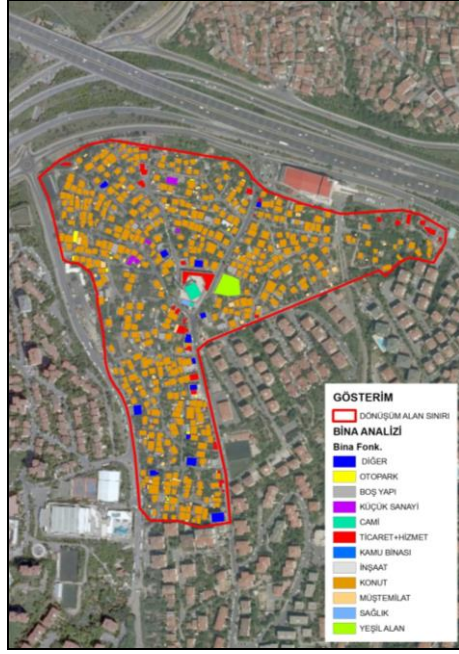 GÖSTERİM
DÖNÜŞÜM ALAN SINIRI
BİNA ANALİZİ
Bina Fonk.
DİĞER
OTOPARK
BOŞ YAPI
KÜÇÜK SANAYİ
CAMİ
TİCARET+HİZMET
KAMU BİNASI
İNŞAAT
KONUT
MÜŞTEMİLAT
SAĞLIK
YEŞİL ALAN